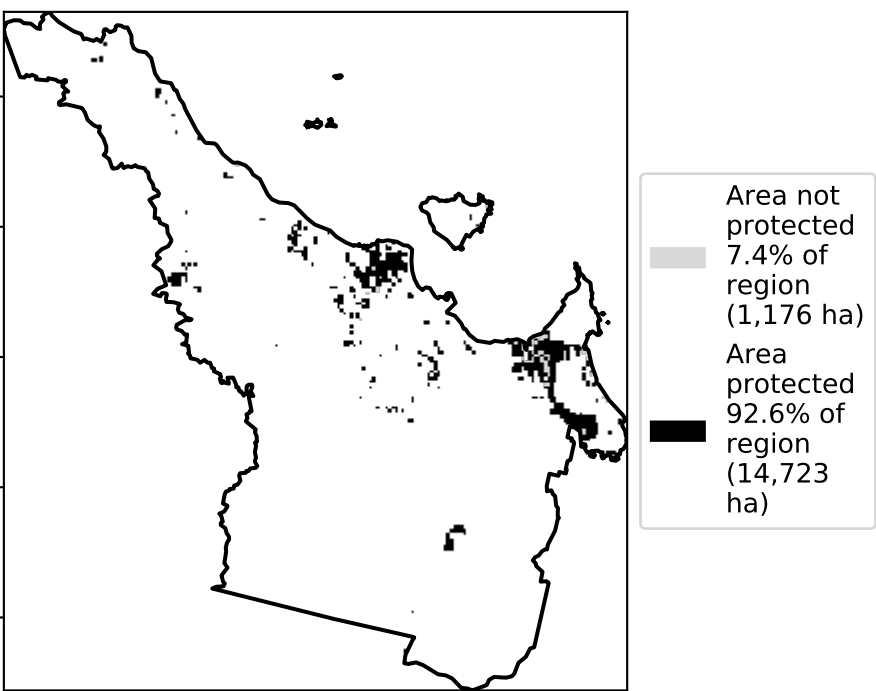 Area not
protected
7.4% of
region
(1,176 ha)
Area
protected
92.6% of
region
(14,723
ha)